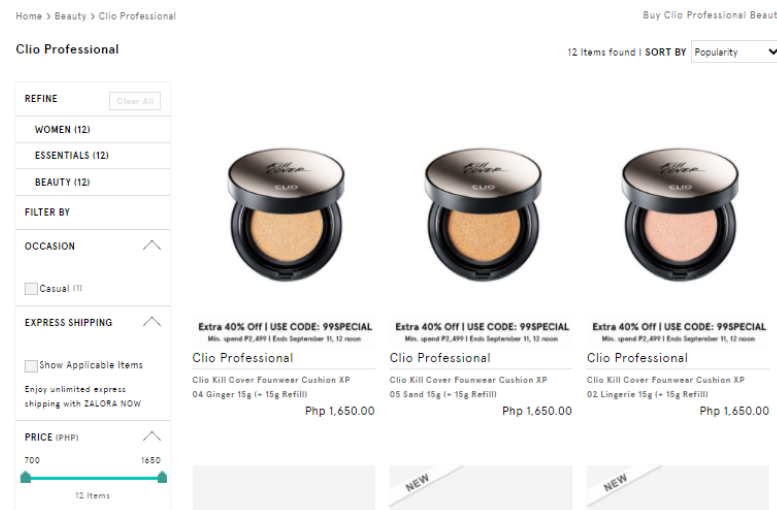 Home > Beauty > Clio Professional
Buy Clio Professional Beaut
Clio Professional
12 Items found | SORT BY Popularity
REFINE
Clear All
WOMEN (12)
ESSENTIALS (12)
BEAUTY (12)
FILTER BY
OCCASION
Casual (1)
EXPRESS SHIPPING
Show Applicable Items
Enjoy unlimited express
shipping with ZALORA NOW
PRICE (PHP)
700 1650
12 Items
Kill
COVER
CLIO
Extra 40% Off | USE CODE: 99SPECIAL
Min. spend P2,499 | Ends September 11, 12 noon
Clio Professional
Clio Kill Cover Founwear Cushion XP
04 Ginger 15g (+ 15g Refill)
Php 1,650.00
Kill
COVER
CLIO
Extra 40% Off | USE CODE: 99SPECIAL
Min. spend P2,499 | Ends September 11, 12 noon
Clio Professional
Clio Kill Cover Founwear Cushion XP
05 Sand 15g (+ 15g Refill)
Php 1,650.00
Kill
COVER
CLIO
Extra 40% Off | USE CODE: 99SPECIAL
Min. spend P2,499 | Ends September 11, 12 noon
Clio Professional
Clio Kill Cover Founwear Cushion XP
02 Lingerie 15g (+ 15g Refill)
Php 1,650.00
NEW
NEW